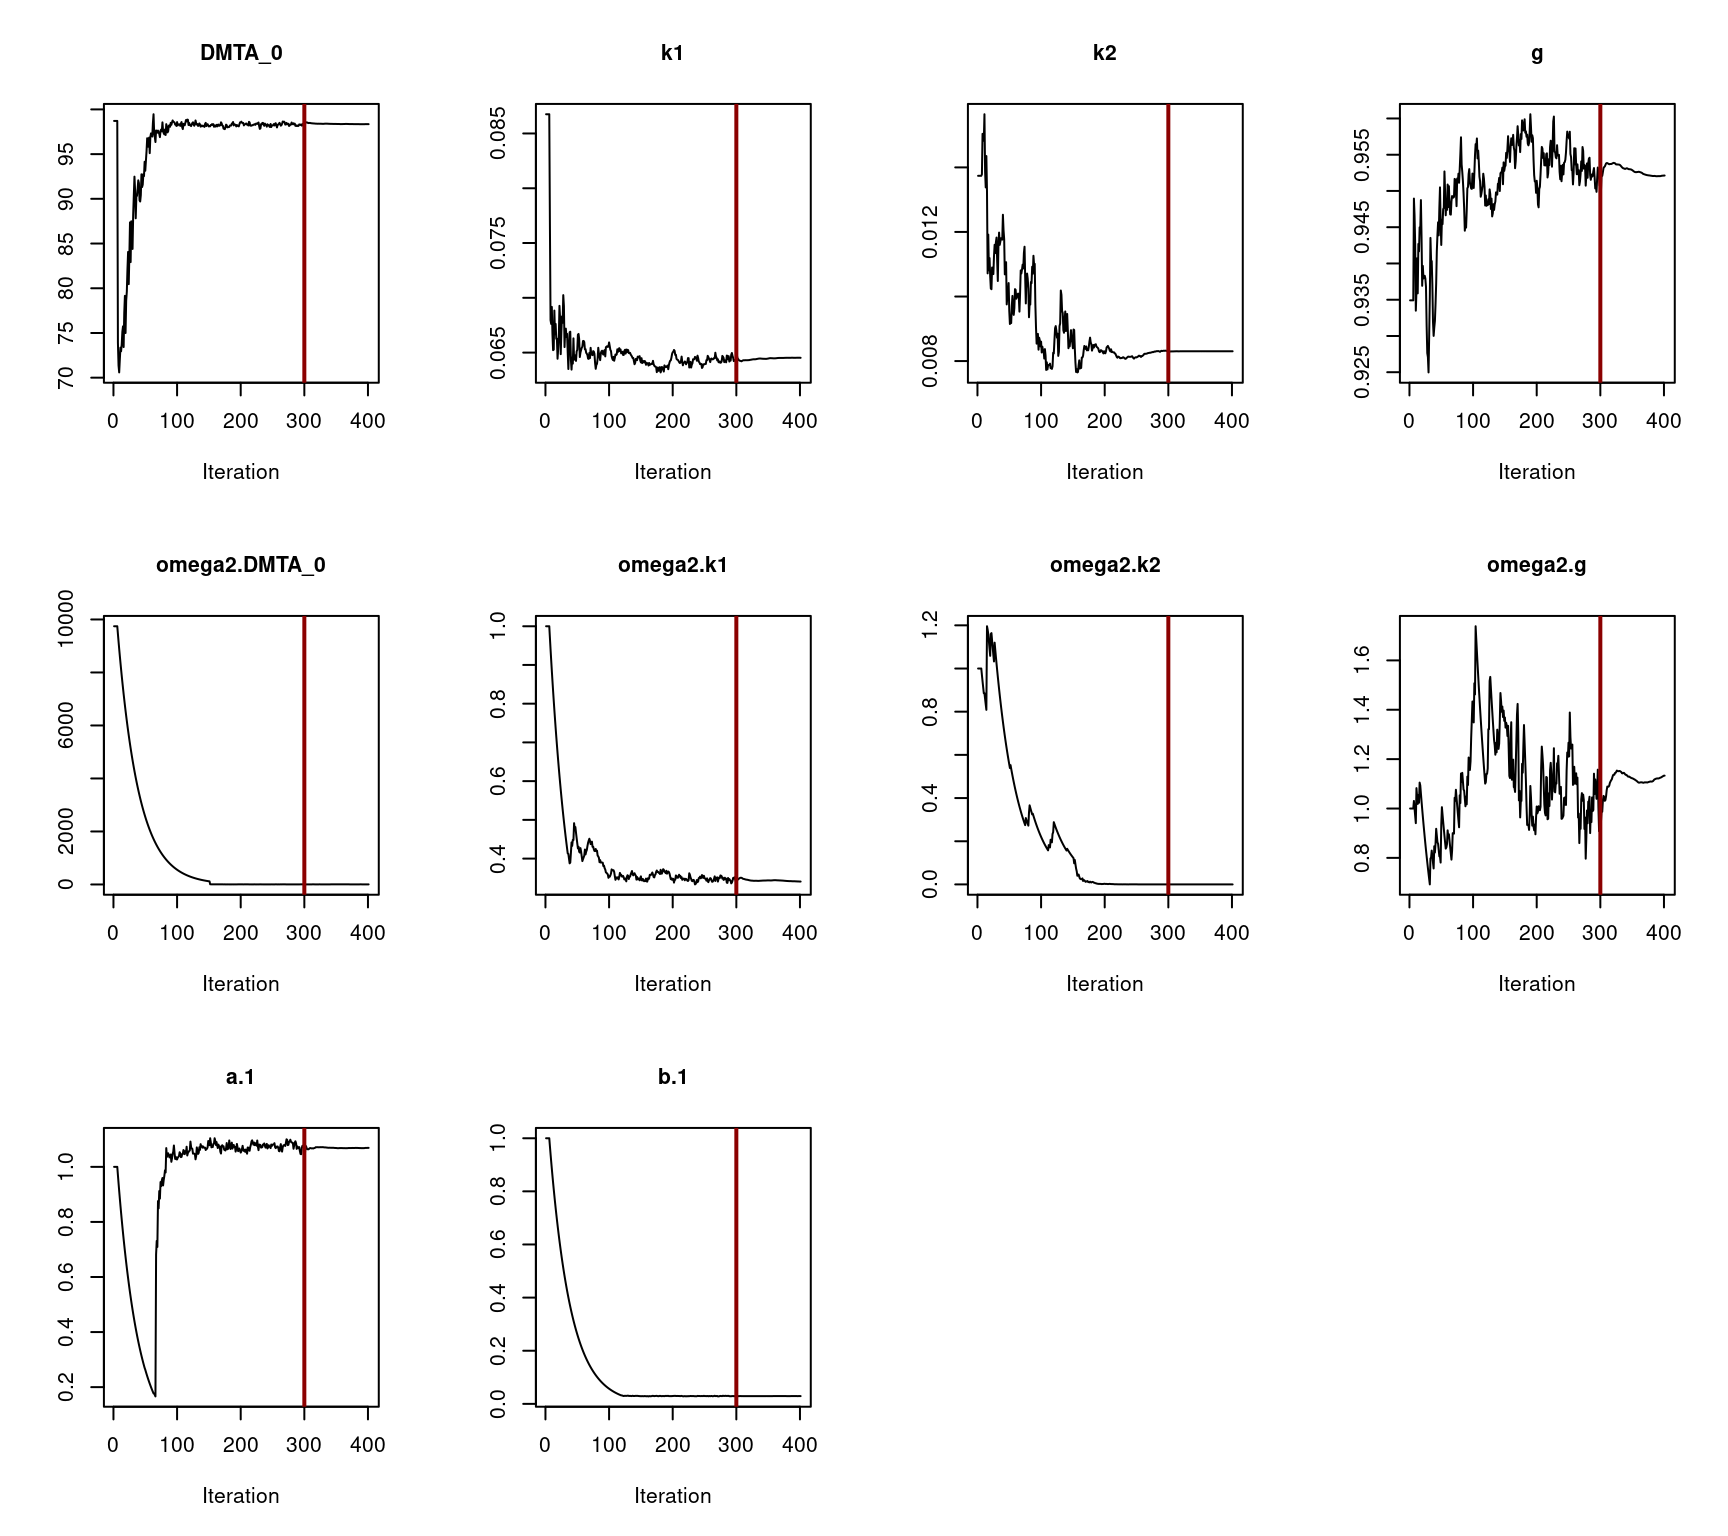 DMTA_0 k1 k2 g
95 90 85 80 75 70
0.085 0.075 0.065
0.012 0.008
0.955 0.945 0.935 0.925
0 100 200 300 400 0 100 200 300 400 0 100 200 300 400 0 100 200 300 400
Iteration Iteration Iteration Iteration
omega2.DMTA_0 omega2.k1 omega2.k2 omega2.g
10000 6000 2000 0
1.0 0.8 0.6 0.4
1.2 0.8 0.4 0.0
1.6 1.4 1.2 1.0 0.8
0 100 200 300 400 0 100 200 300 400 0 100 200 300 400 0 100 200 300 400
Iteration Iteration Iteration Iteration
a.1 b.1
1.0 0.8 0.6 0.4 0.2
1.0 0.8 0.6 0.4 0.2 0.0
0 100 200 300 400 0 100 200 300 400
Iteration Iteration